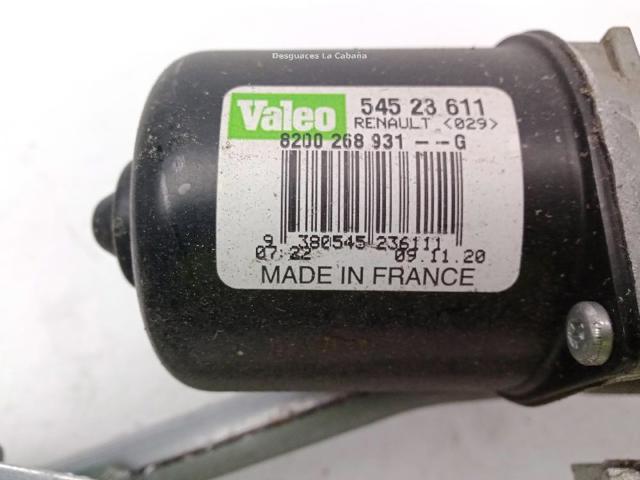 Desguaces La Cabaña
Valeo 545 23 611
RENAULT <029>
8200 268 931 -- G
9 380545 236111
07:22 09.11.20
MADE IN FRANCE